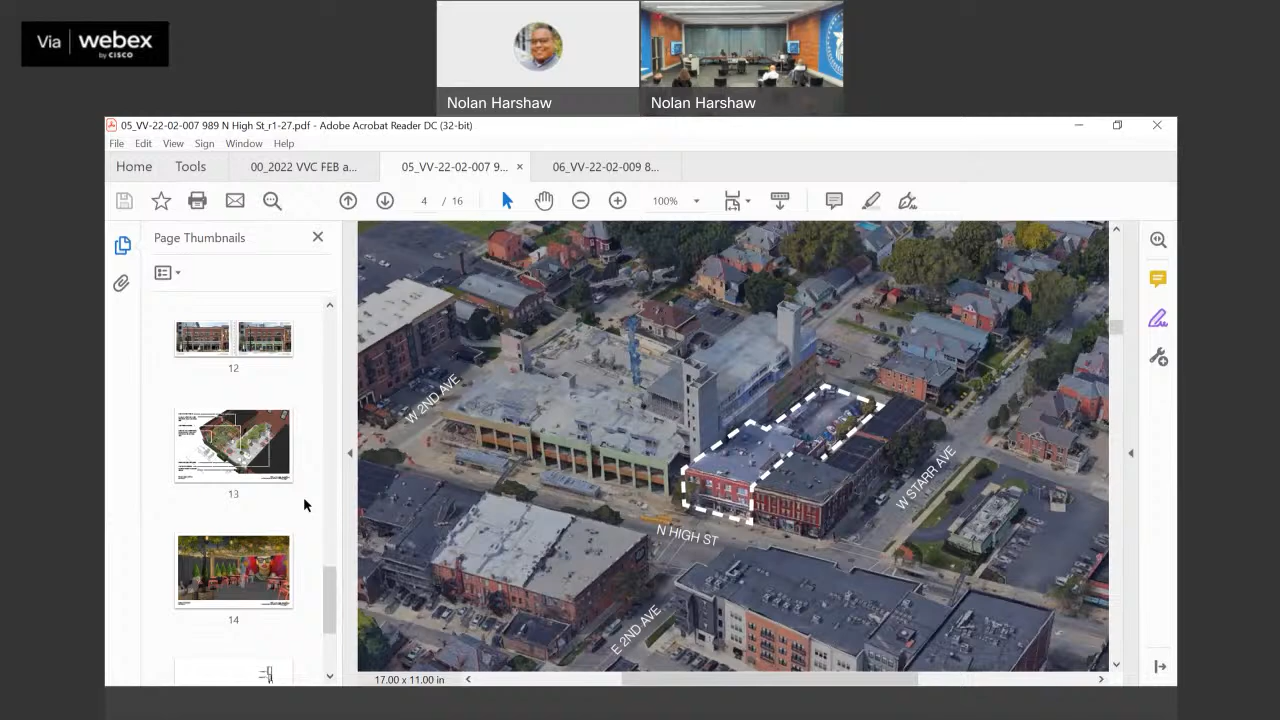 Via webex
by CISCO
Nolan Harshaw
Nolan Harshaw
05_VV-22-02-007 989 N High St_r1-27.pdf - Adobe Acrobat Reader DC (32-bit)
File Edit View Sign Window Help
Home Tools 00_2022 VVC FEB a... 05_VV-22-02-007 9... × 06_VV-22-02-009 8...
4 / 16 100%
Page Thumbnails
12
13
14
W 2ND AVE
W STARR AVE
N HIGH ST
E 2ND AVE
17.00 x 11.00 in